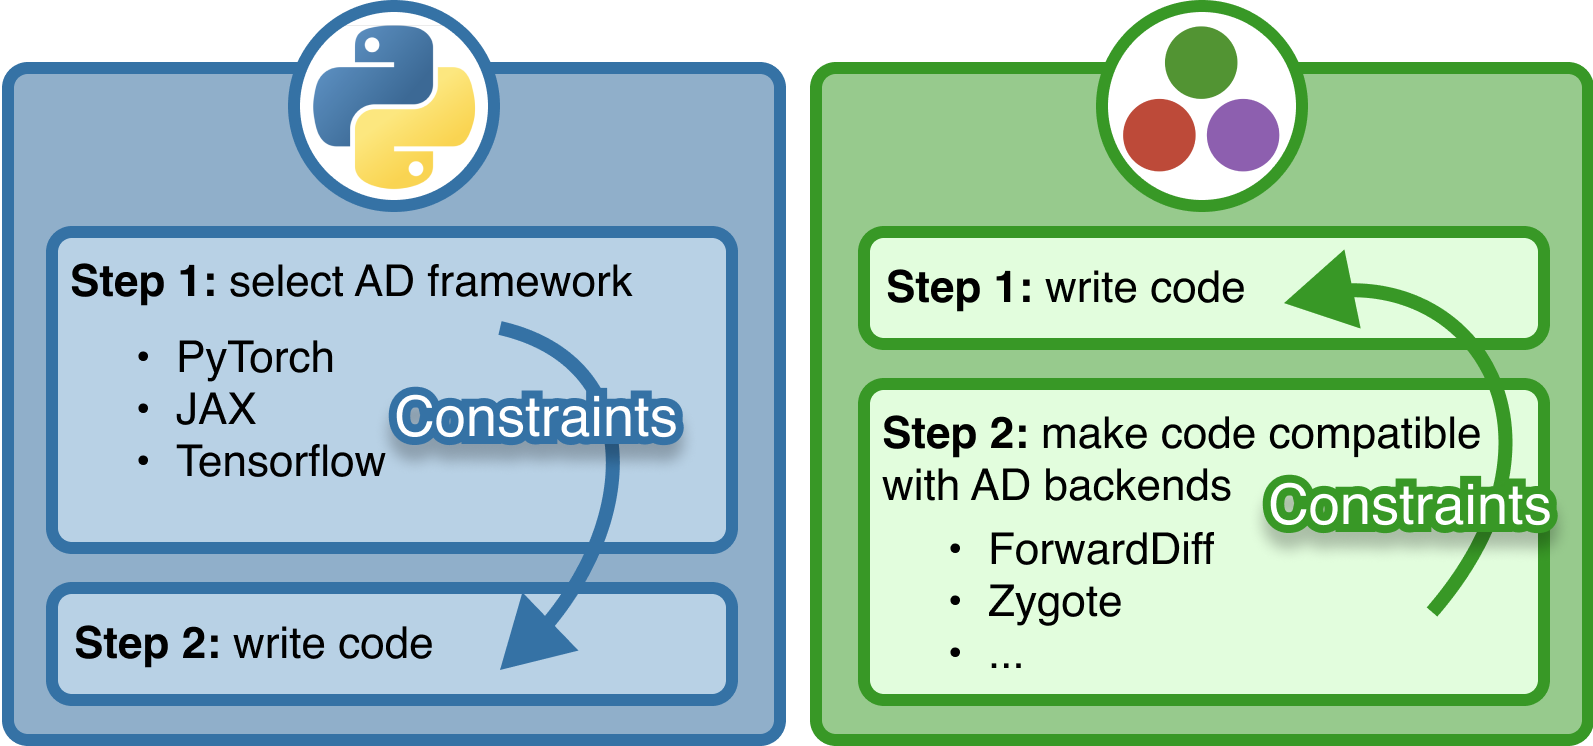 Step 1: select AD framework
• PyTorch
• JAX
• Tensorflow
Constraints
Step 2: write code
Step 1: write code
Step 2: make code compatible
with AD backends
• ForwardDiff
• Zygote
• ...
Constraints